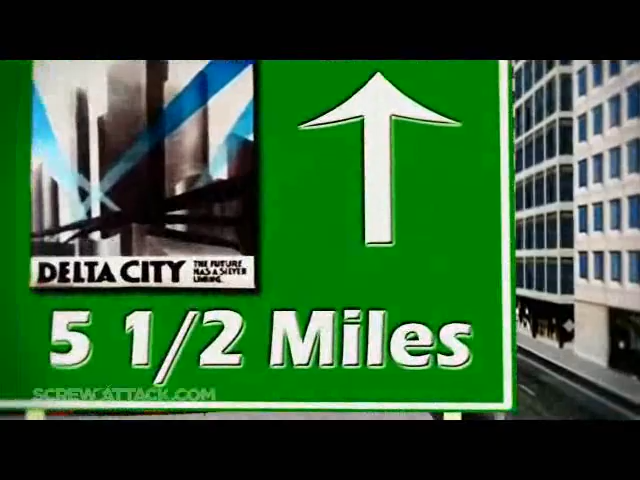 DELTA CITY
THE FUTURE
HAS A SILVER
LINING.
5 1/2 Miles
SCREWATTACK.COM